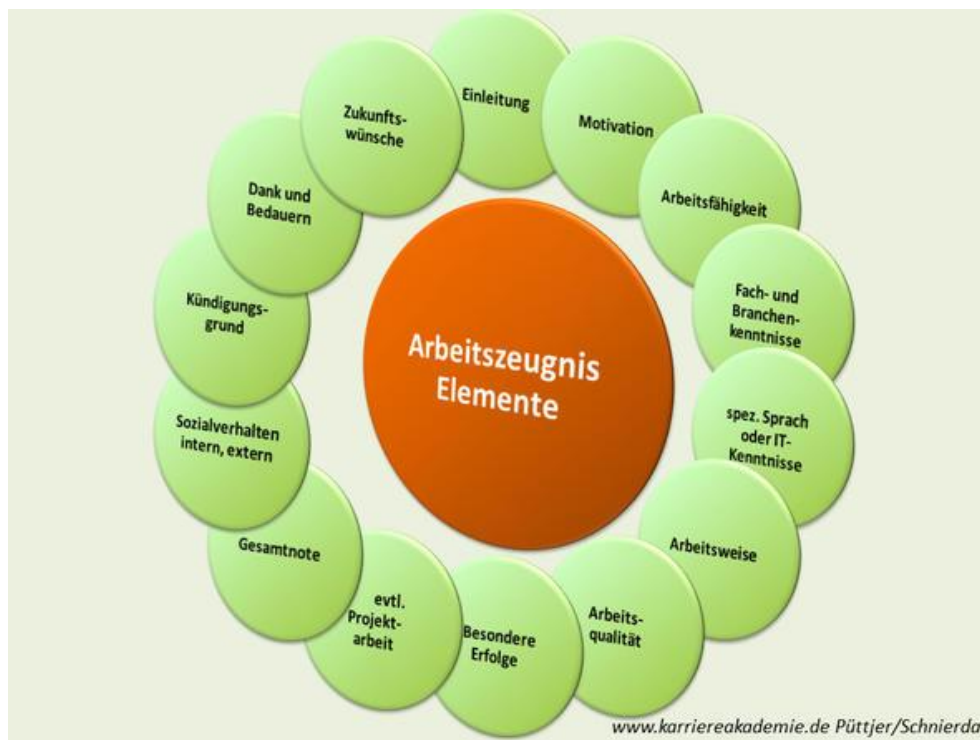 Arbeitszeugnis
Elemente
Einleitung
Motivation
Arbeitsfähigkeit
Fach- und
Branchen-
kenntnisse
spez. Sprach
oder IT-
Kenntnisse
Arbeitsweise
Arbeits-
qualität
Besondere
Erfolge
evtl.
Projekt-
arbeit
Gesamtnote
Sozialverhalten
intern, extern
Kündigungs-
grund
Dank und
Bedauern
Zukunfts-
wünsche
www.karriereakademie.de Püttjer/Schnierda